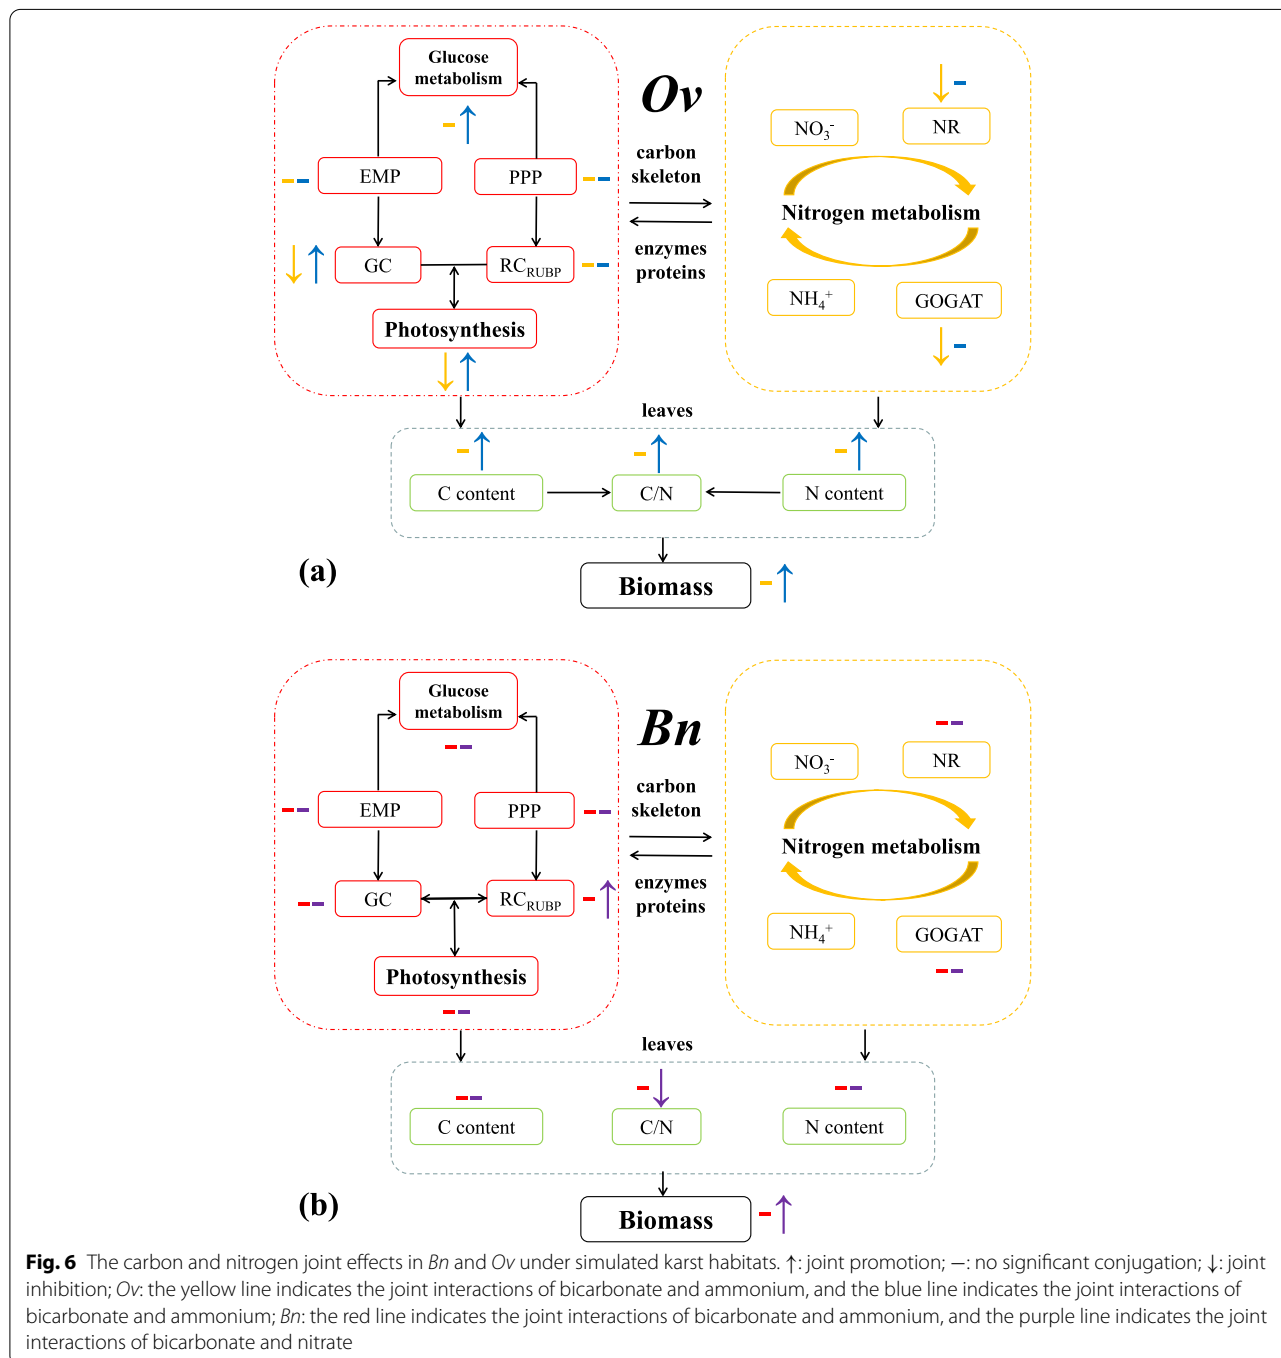 Glucose
metabolism
Ov
NO₃⁻
NR
carbon
skeleton
EMP
PPP
Nitrogen metabolism
enzymes
proteins
GC
RC_RUBP
NH₄⁺
GOGAT
Photosynthesis
leaves
C content
C/N
N content
(a)
Biomass
Glucose
metabolism
Bn
NO₃⁻
NR
carbon
skeleton
EMP
PPP
Nitrogen metabolism
enzymes
proteins
GC
RC_RUBP
NH₄⁺
GOGAT
Photosynthesis
leaves
C content
C/N
N content
(b)
Biomass
Fig. 6 The carbon and nitrogen joint effects in Bn and Ov under simulated karst habitats. ↑: joint promotion; —: no significant conjugation; ↓: joint
inhibition; Ov: the yellow line indicates the joint interactions of bicarbonate and ammonium, and the blue line indicates the joint interactions of
bicarbonate and ammonium; Bn: the red line indicates the joint interactions of bicarbonate and ammonium, and the purple line indicates the joint
interactions of bicarbonate and nitrate